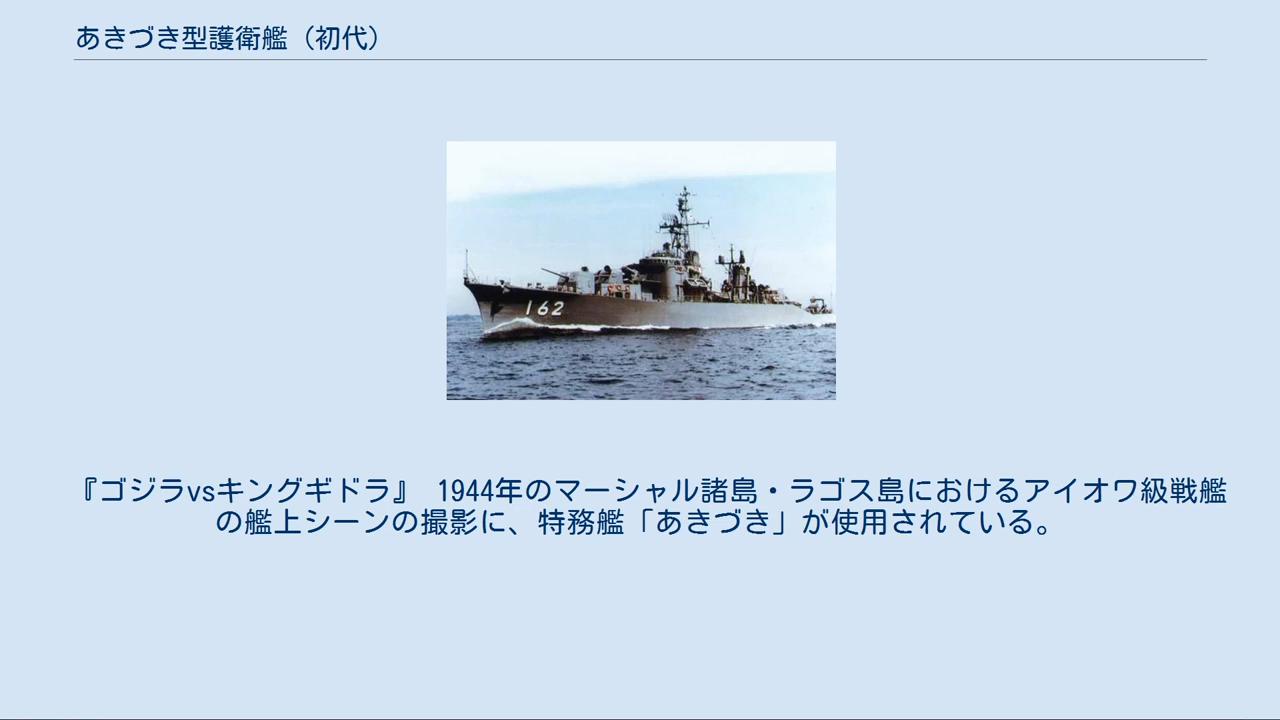 あきづき型護衛艦（初代）
162
『ゴジラvsキングギドラ』 1944年のマーシャル諸島・ラゴス島におけるアイオワ級戦艦
の艦上シーンの撮影に、特務艦「あきづき」が使用されている。